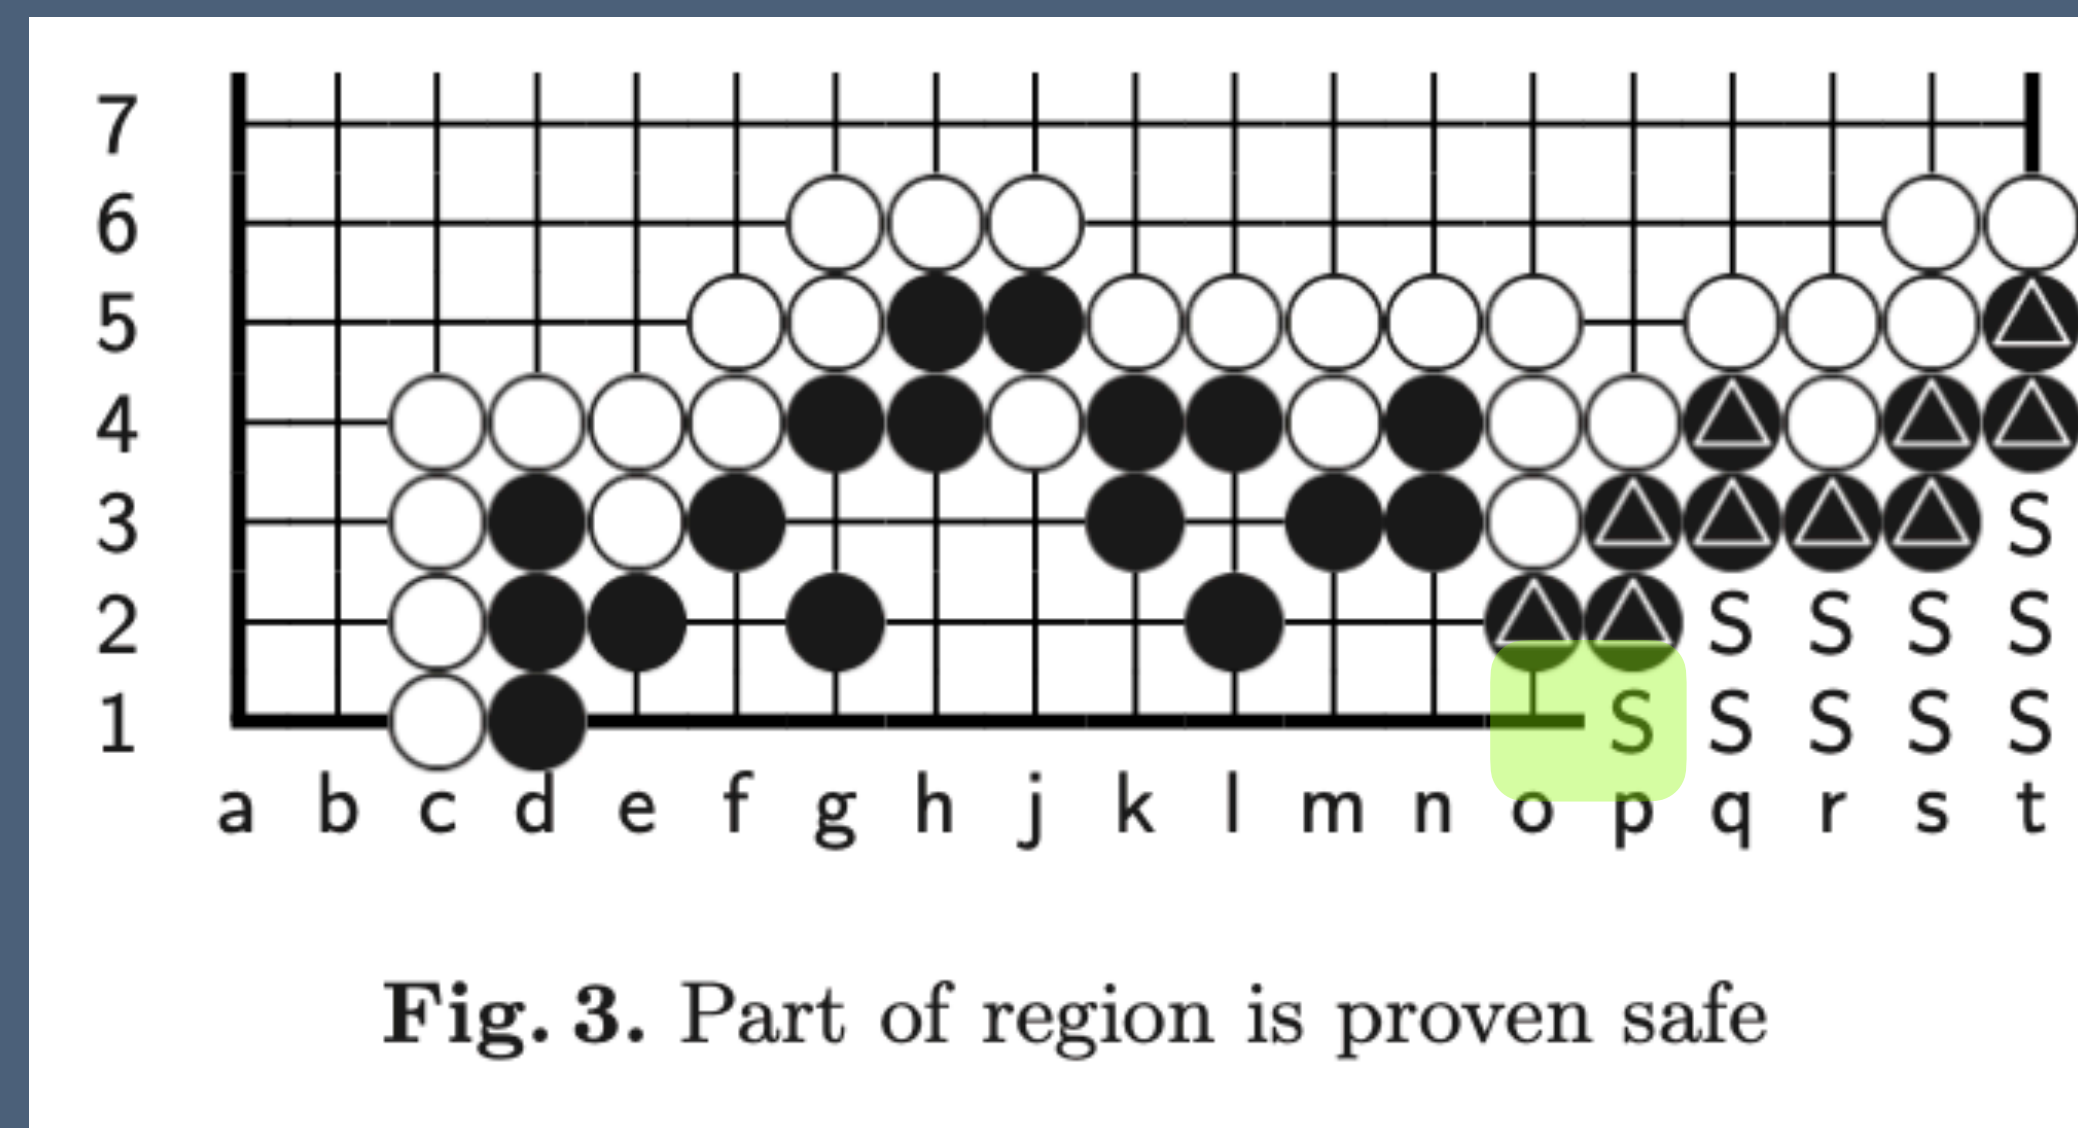 7
6
5
4
3 S
2 S S S S
1 S S S S S
a b c d e f g h j k l m n o p q r s t
Fig. 3. Part of region is proven safe